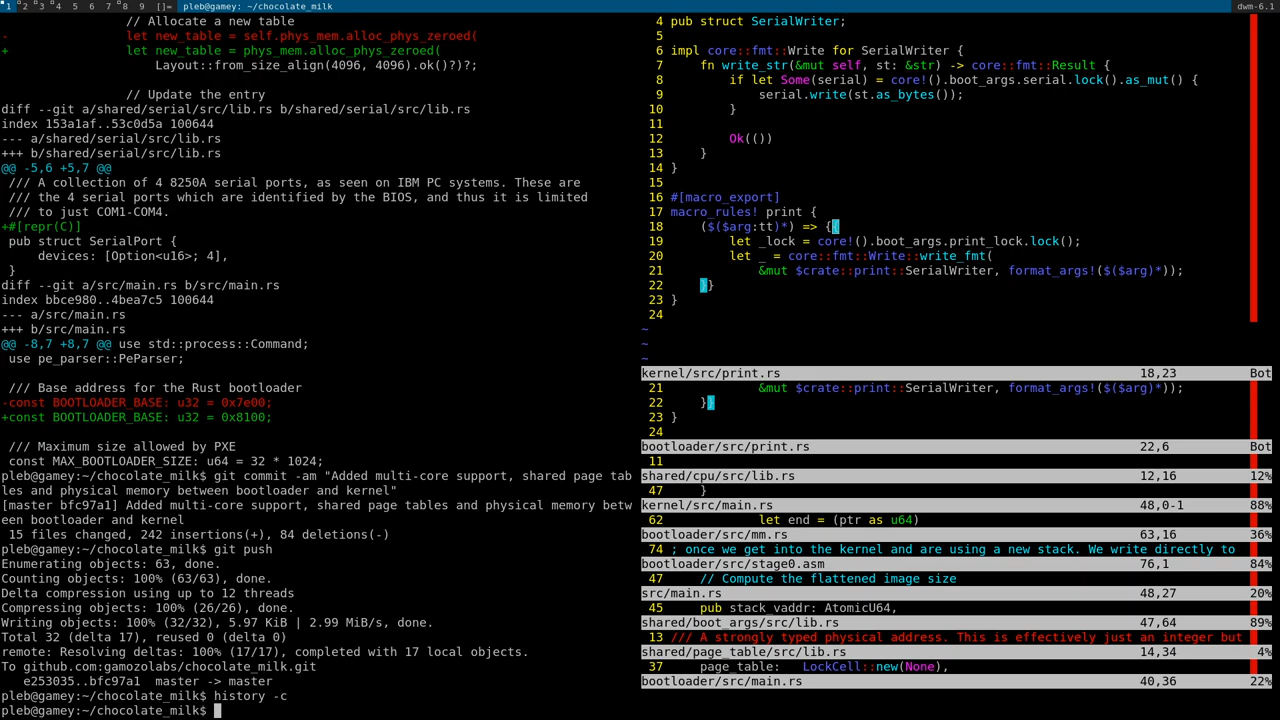 1 2 3 4 5 6 7 8 9 []= pleb@gamey: ~/chocolate_milk dwm-6.1
// Allocate a new table
- let new_table = self.phys_mem.alloc_phys_zeroed(
+ let new_table = phys_mem.alloc_phys_zeroed(
Layout::from_size_align(4096, 4096).ok()?)?;
// Update the entry
diff --git a/shared/serial/src/lib.rs b/shared/serial/src/lib.rs
index 153a1af..53c0d5a 100644
--- a/shared/serial/src/lib.rs
+++ b/shared/serial/src/lib.rs
@@ -5,6 +5,7 @@
/// A collection of 4 8250A serial ports, as seen on IBM PC systems. These are
/// the 4 serial ports which are identified by the BIOS, and thus it is limited
/// to just COM1-COM4.
+#[repr(C)]
pub struct SerialPort {
devices: [Option<u16>; 4],
}
diff --git a/src/main.rs b/src/main.rs
index bbce980..4bea7c5 100644
--- a/src/main.rs
+++ b/src/main.rs
@@ -8,7 +8,7 @@ use std::process::Command;
use pe_parser::PeParser;
/// Base address for the Rust bootloader
-const BOOTLOADER_BASE: u32 = 0x7e00;
+const BOOTLOADER_BASE: u32 = 0x8100;
/// Maximum size allowed by PXE
const MAX_BOOTLOADER_SIZE: u64 = 32 * 1024;
pleb@gamey:~/chocolate_milk$ git commit -am "Added multi-core support, shared page tab
les and physical memory between bootloader and kernel"
[master bfc97a1] Added multi-core support, shared page tables and physical memory betw
een bootloader and kernel
15 files changed, 242 insertions(+), 84 deletions(-)
pleb@gamey:~/chocolate_milk$ git push
Enumerating objects: 63, done.
Counting objects: 100% (63/63), done.
Delta compression using up to 12 threads
Compressing objects: 100% (26/26), done.
Writing objects: 100% (32/32), 5.97 KiB | 2.99 MiB/s, done.
Total 32 (delta 17), reused 0 (delta 0)
remote: Resolving deltas: 100% (17/17), completed with 17 local objects.
To github.com:gamozolabs/chocolate_milk.git
e253035..bfc97a1 master -> master
pleb@gamey:~/chocolate_milk$ history -c
pleb@gamey:~/chocolate_milk$
4 pub struct SerialWriter;
5
6 impl core::fmt::Write for SerialWriter {
7 fn write_str(&mut self, st: &str) -> core::fmt::Result {
8 if let Some(serial) = core!().boot_args.serial.lock().as_mut() {
9 serial.write(st.as_bytes());
10 }
11
12 Ok(())
13 }
14 }
15
16 #[macro_export]
17 macro_rules! print {
18 ($($arg:tt)*) => {{
19 let _lock = core!().boot_args.print_lock.lock();
20 let _ = core::fmt::Write::write_fmt(
21 &mut $crate::print::SerialWriter, format_args!($($arg)*));
22 }}
23 }
24
~
~
~
kernel/src/print.rs 18,23 Bot
21 &mut $crate::print::SerialWriter, format_args!($($arg)*));
22 }}
23 }
24
bootloader/src/print.rs 22,6 Bot
11
shared/cpu/src/lib.rs 12,16 12%
47 }
kernel/src/main.rs 48,0-1 88%
62 let end = (ptr as u64)
bootloader/src/mm.rs 63,16 36%
74 ; once we get into the kernel and are using a new stack. We write directly to
bootloader/src/stage0.asm 76,1 84%
47 // Compute the flattened image size
src/main.rs 48,27 20%
45 pub stack_vaddr: AtomicU64,
shared/boot_args/src/lib.rs 47,64 89%
13 /// A strongly typed physical address. This is effectively just an integer but
shared/page_table/src/lib.rs 14,34 4%
37 page_table: LockCell::new(None),
bootloader/src/main.rs 40,36 22%